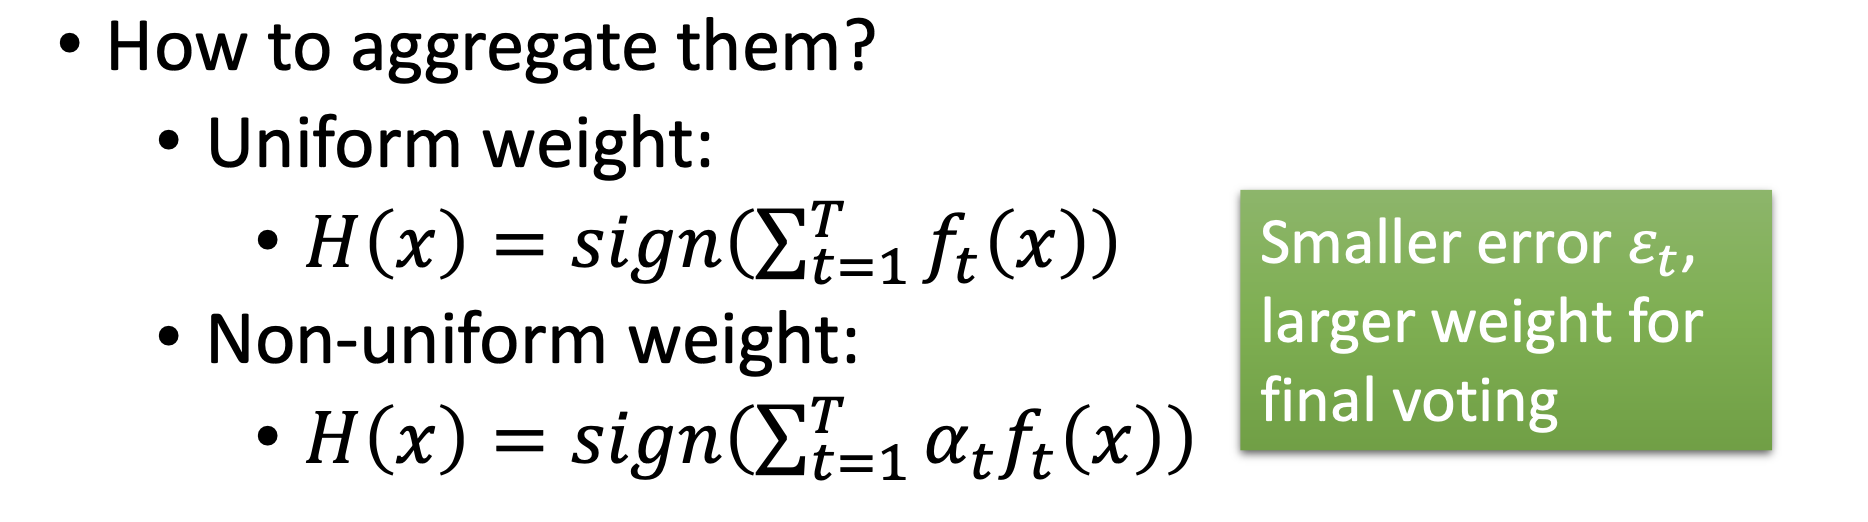 • How to aggregate them?
• Uniform weight:
• H(x) = sign(∑_{t=1}^{T} f_t(x))
• Non-uniform weight:
• H(x) = sign(∑_{t=1}^{T} α_t f_t(x))
Smaller error ε_t,
larger weight for
final voting